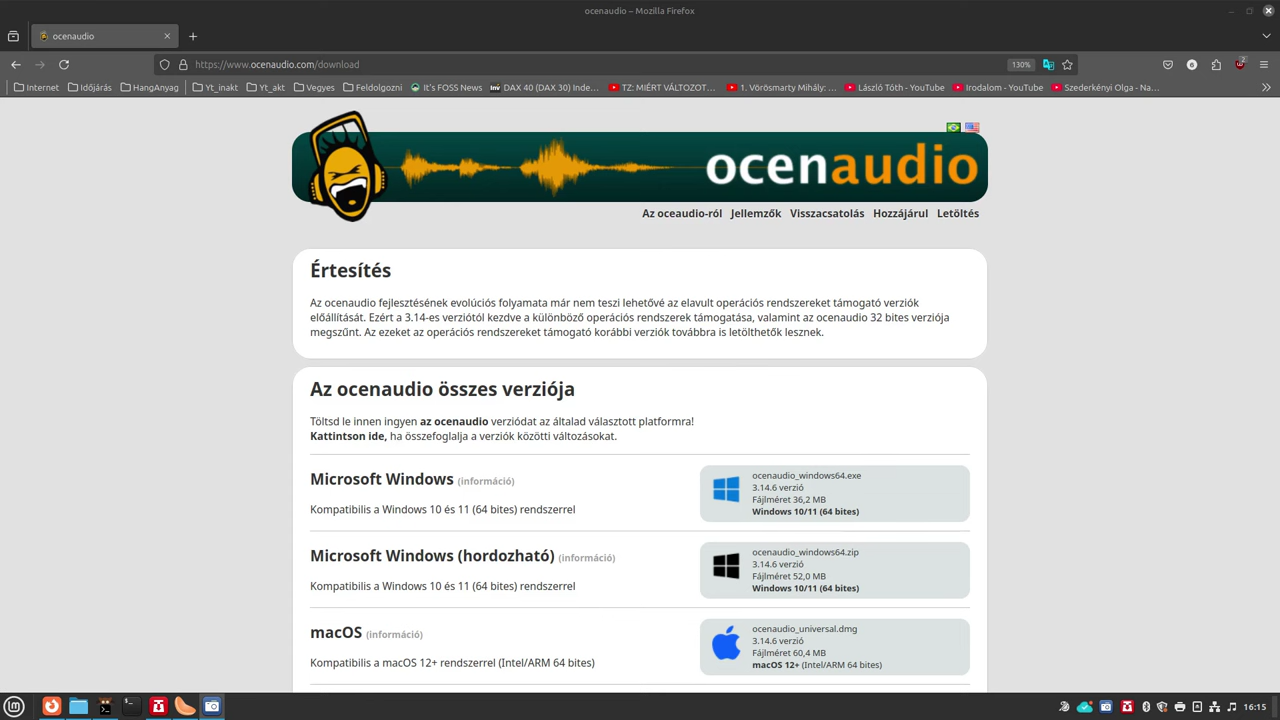 ocenaudio – Mozilla Firefox
ocenaudio
https://www.ocenaudio.com/download
130%
Internet Időjárás HangAnyag Yt_inakt Yt_akt Vegyes Feldolgozni It's FOSS News DAX 40 (DAX 30) Inde… TZ: MIÉRT VÁLTOZOT… 1. Vörösmarty Mihály: … László Tóth - YouTube Irodalom - YouTube Szederkényi Olga - Na…
ocenaudio
Az oceaudio-ról Jellemzők Visszacsatolás Hozzájárul Letöltés
Értesítés
Az ocenaudio fejlesztésének evolúciós folyamata már nem teszi lehetővé az elavult operációs rendszereket támogató verziók
előállítását. Ezért a 3.14-es verziótól kezdve a különböző operációs rendszerek támogatása, valamint az ocenaudio 32 bites verziója
megszűnt. Az ezeket az operációs rendszereket támogató korábbi verziók továbbra is letölthetők lesznek.
Az ocenaudio összes verziója
Töltsd le innen ingyen az ocenaudio verziódat az általad választott platformra!
Kattintson ide, ha összefoglalja a verziók közötti változásokat.
Microsoft Windows (információ)
Kompatibilis a Windows 10 és 11 (64 bites) rendszerrel
ocenaudio_windows64.exe
3.14.6 verzió
Fájlméret 36,2 MB
Windows 10/11 (64 bites)
Microsoft Windows (hordozható) (információ)
Kompatibilis a Windows 10 és 11 (64 bites) rendszerrel
ocenaudio_windows64.zip
3.14.6 verzió
Fájlméret 52,0 MB
Windows 10/11 (64 bites)
macOS (információ)
Kompatibilis a macOS 12+ rendszerrel (Intel/ARM 64 bites)
ocenaudio_universal.dmg
3.14.6 verzió
Fájlméret 60,4 MB
macOS 12+ (Intel/ARM 64 bites)
16:15